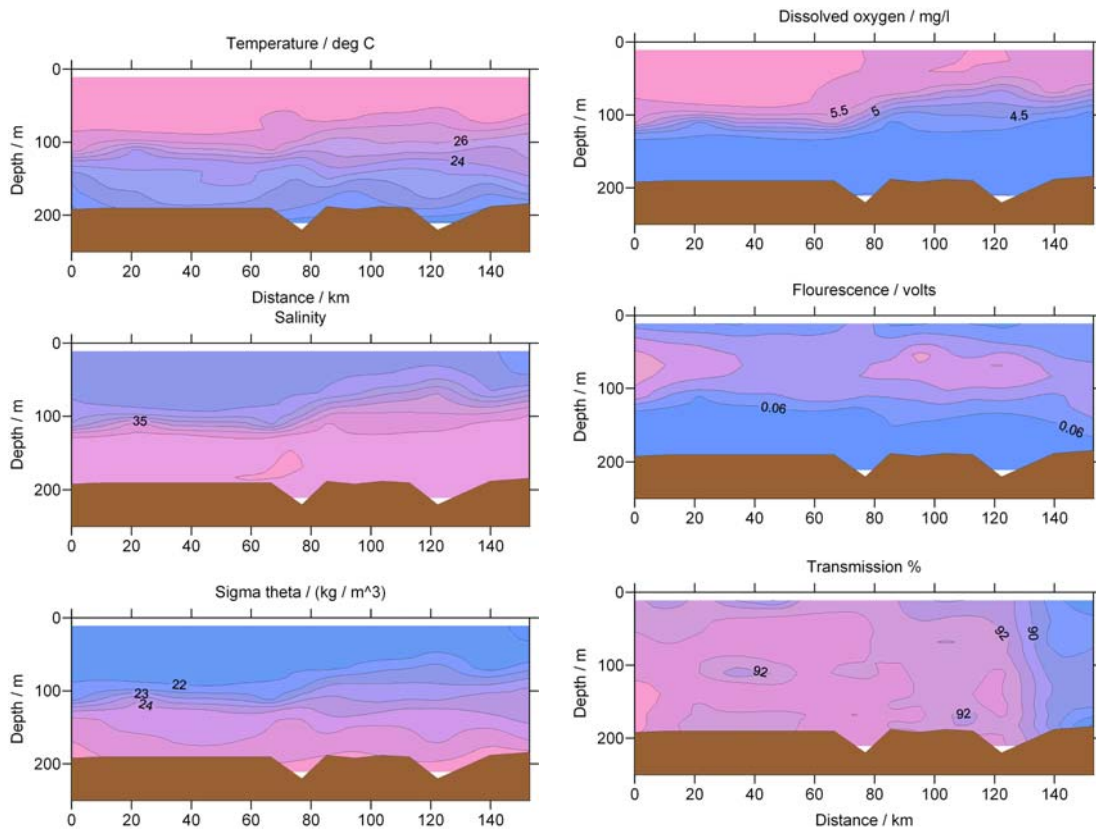 Temperature / deg C
0
100
200
Depth / m
26
24
0 20 40 60 80 100 120 140
Distance / km
Salinity
0
100
200
Depth / m
35
0 20 40 60 80 100 120 140
Sigma theta / (kg / m^3)
0
100
200
Depth / m
22
23
24
0 20 40 60 80 100 120 140
Dissolved oxygen / mg/l
0
100
200
Depth / m
5.5
5
4.5
0 20 40 60 80 100 120 140
Flourescence / volts
0
100
200
Depth / m
0.06
0.06
0 20 40 60 80 100 120 140
Transmission %
0
100
200
Depth / m
92
90
92
92
0 20 40 60 80 100 120 140
Distance / km